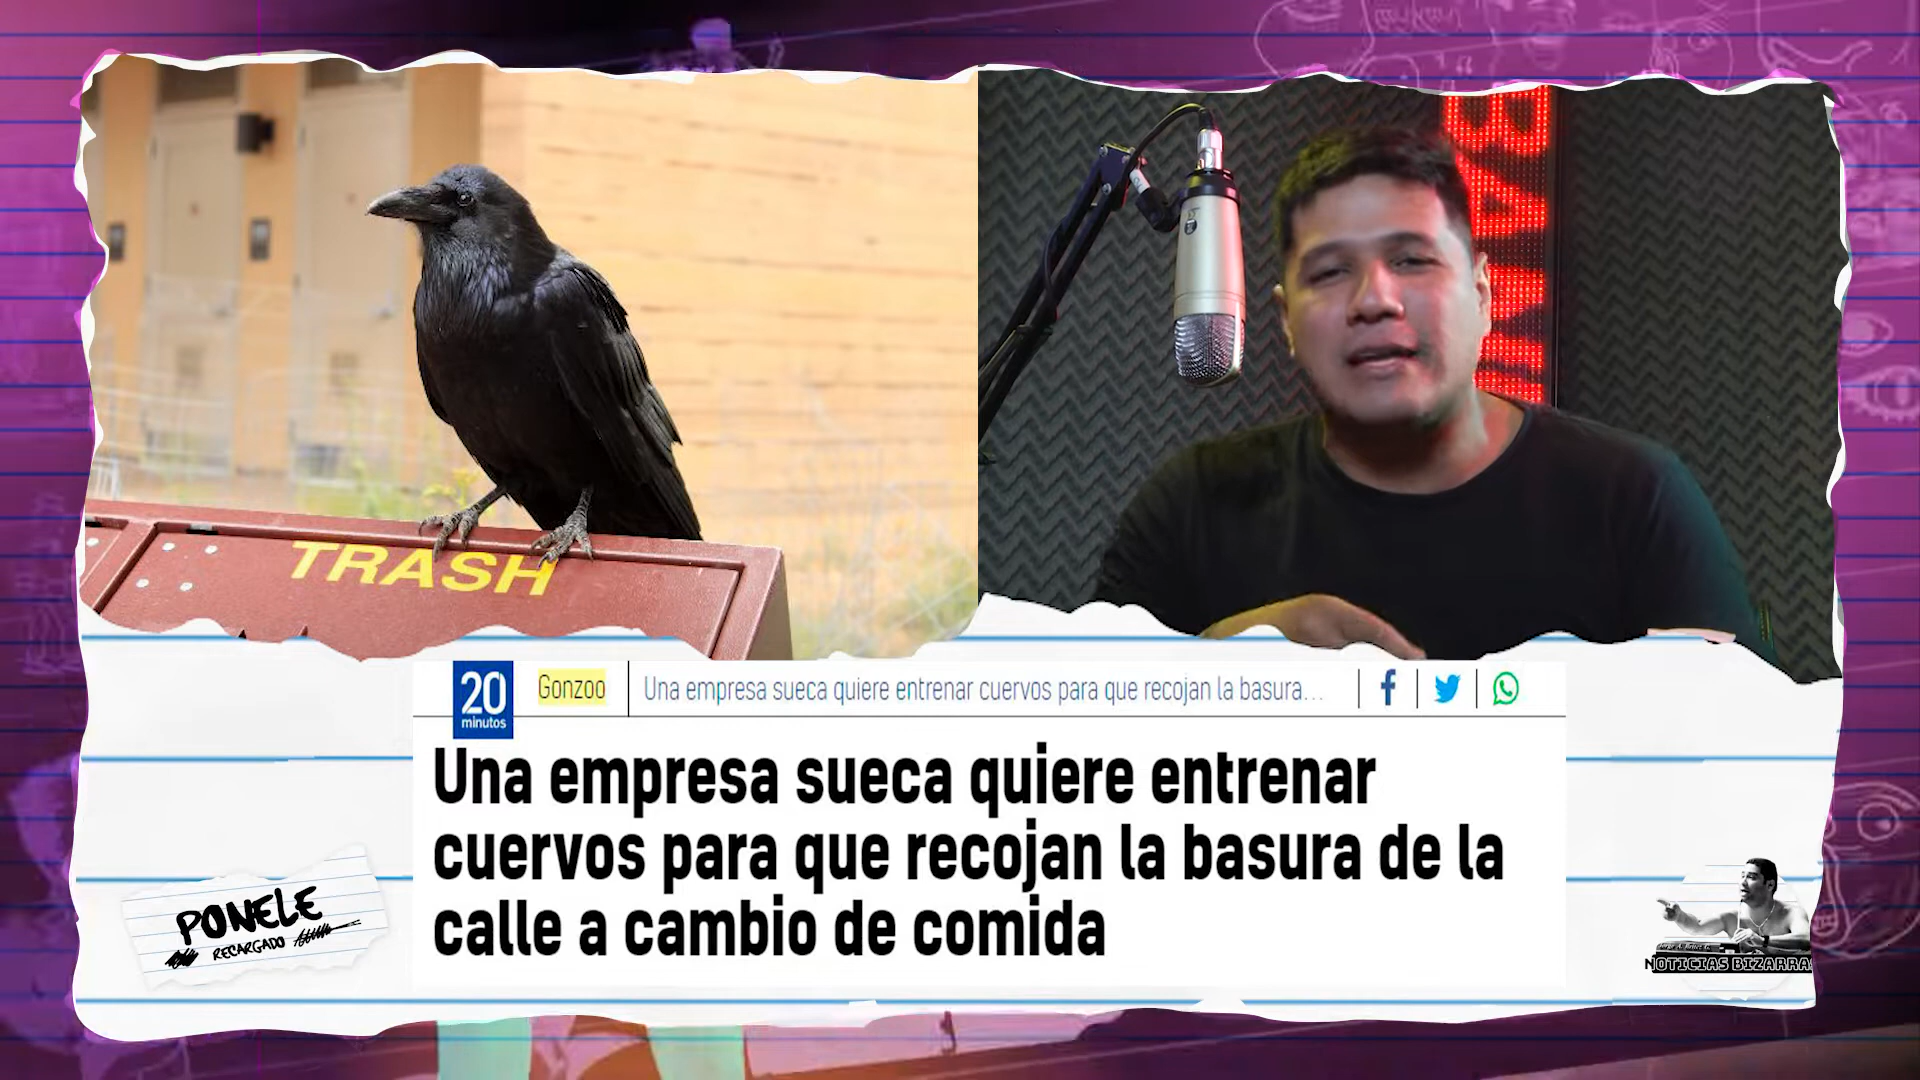 TRASH
20
minutos
Gonzoo
Una empresa sueca quiere entrenar cuervos para que recojan la basura...
Una empresa sueca quiere entrenar
cuervos para que recojan la basura de la
calle a cambio de comida
PONELE
RECARGADO
NOTICIAS BIZARRAS